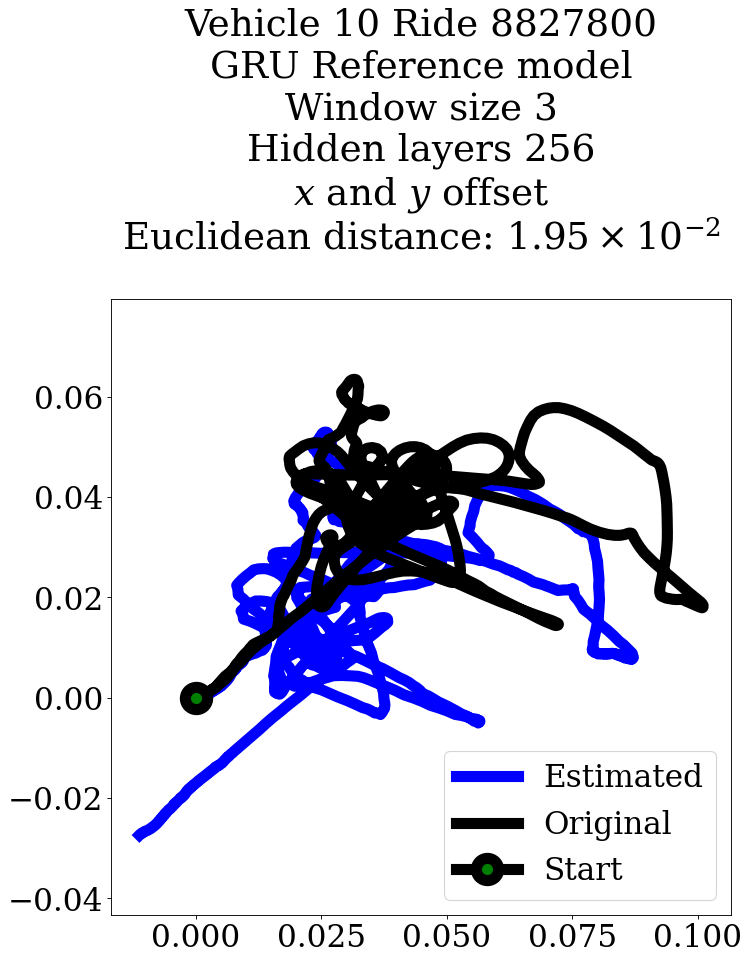 Vehicle 10 Ride 8827800
GRU Reference model
Window size 3
Hidden layers 256
x and y offset
Euclidean distance: 1.95 × 10⁻²
0.06
0.04
0.02
0.00
−0.02
−0.04
Estimated
Original
Start
0.000 0.025 0.050 0.075 0.100